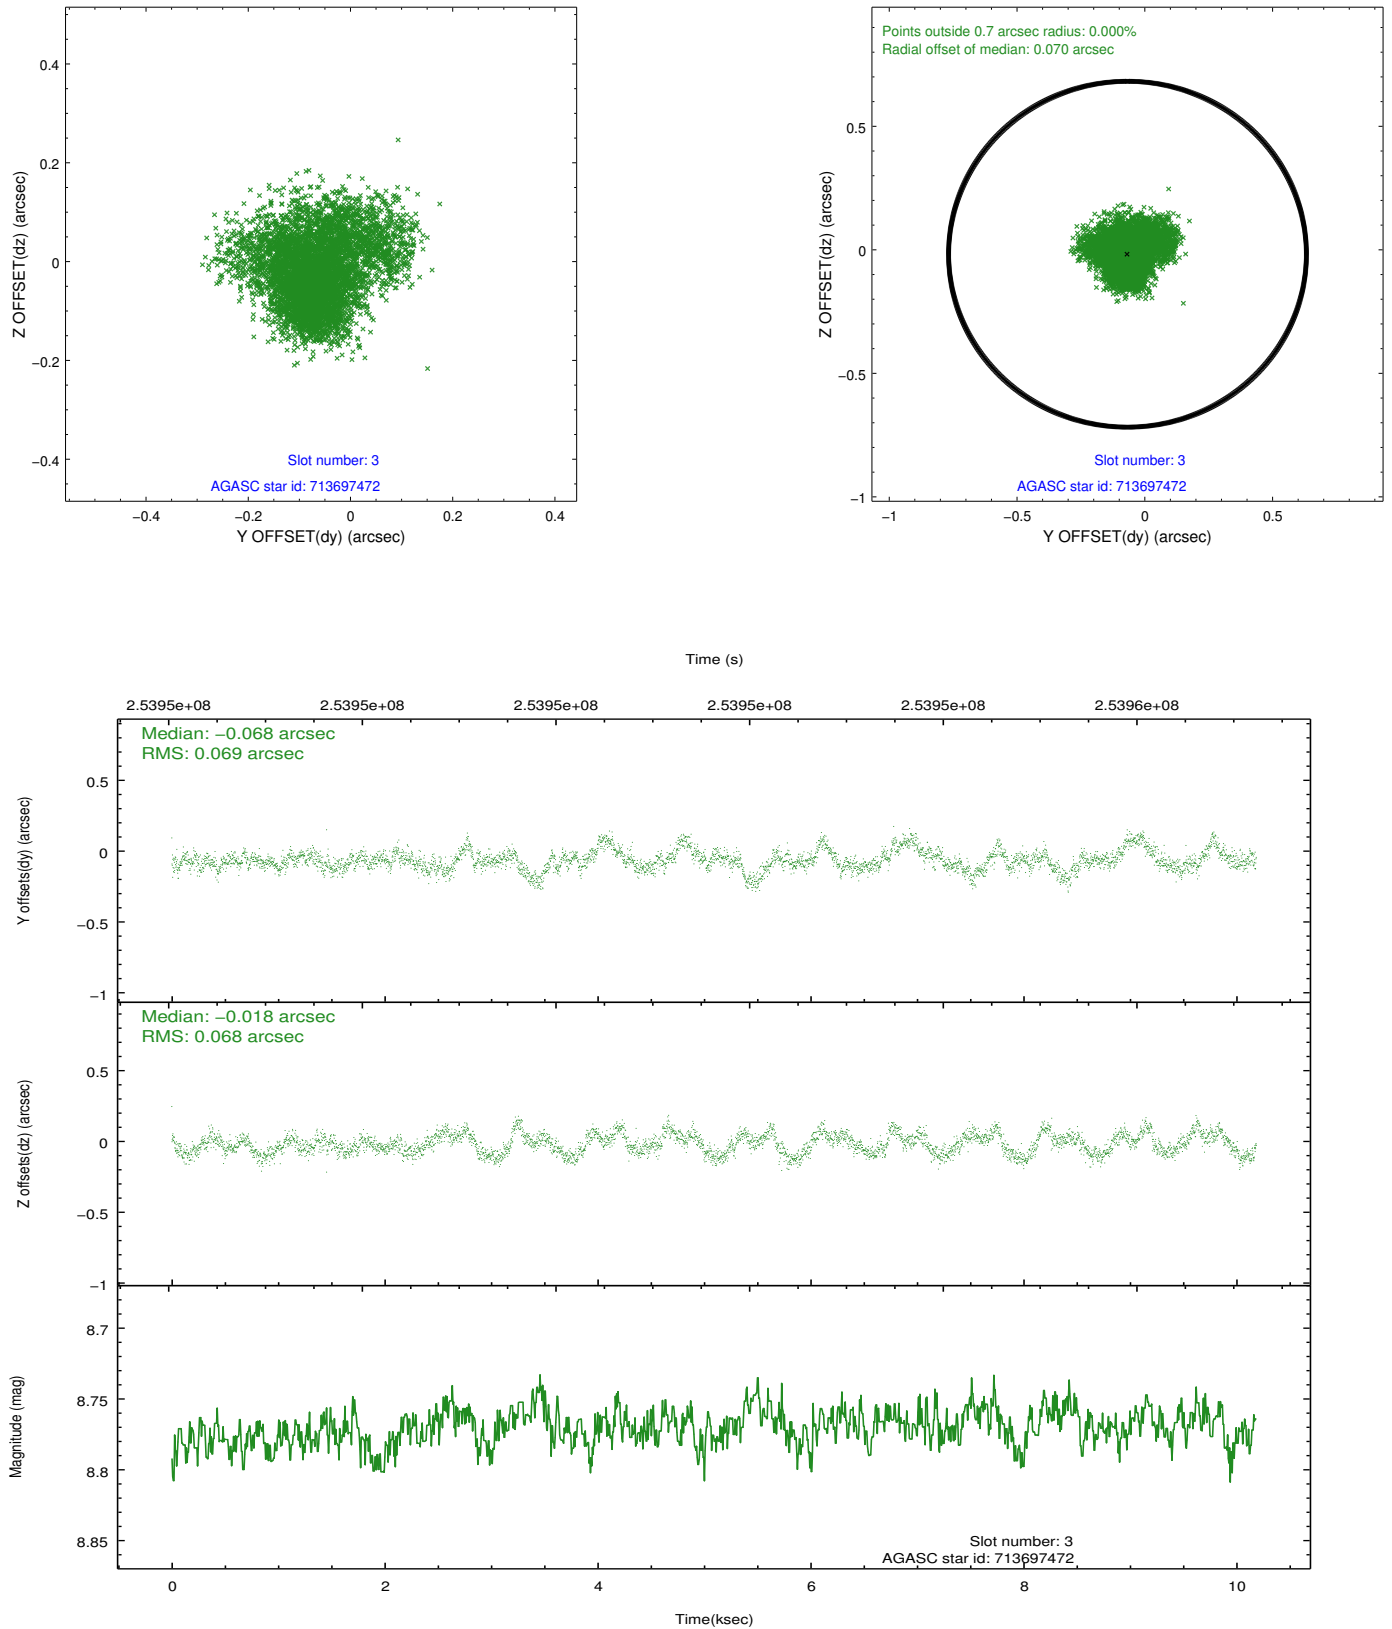 0.4
0.2
0
−0.2
−0.4
Z OFFSET(dz) (arcsec)
Slot number: 3
AGASC star id: 713697472
−0.4 −0.2 0 0.2 0.4
Y OFFSET(dy) (arcsec)
Points outside 0.7 arcsec radius: 0.000%
Radial offset of median: 0.070 arcsec
0.5
0
−0.5
−1
Z OFFSET(dz) (arcsec)
Slot number: 3
AGASC star id: 713697472
−1 −0.5 0 0.5
Y OFFSET(dy) (arcsec)
Time (s)
2.5395e+08 2.5395e+08 2.5395e+08 2.5395e+08 2.5395e+08 2.5396e+08
Median: −0.068 arcsec
RMS: 0.069 arcsec
0.5
0
−0.5
−1
Y offsets(dy) (arcsec)
Median: −0.018 arcsec
RMS: 0.068 arcsec
0.5
0
−0.5
−1
Z offsets(dz) (arcsec)
8.7
8.75
8.8
8.85
Magnitude (mag)
Slot number: 3
AGASC star id: 713697472
0 2 4 6 8 10
Time(ksec)